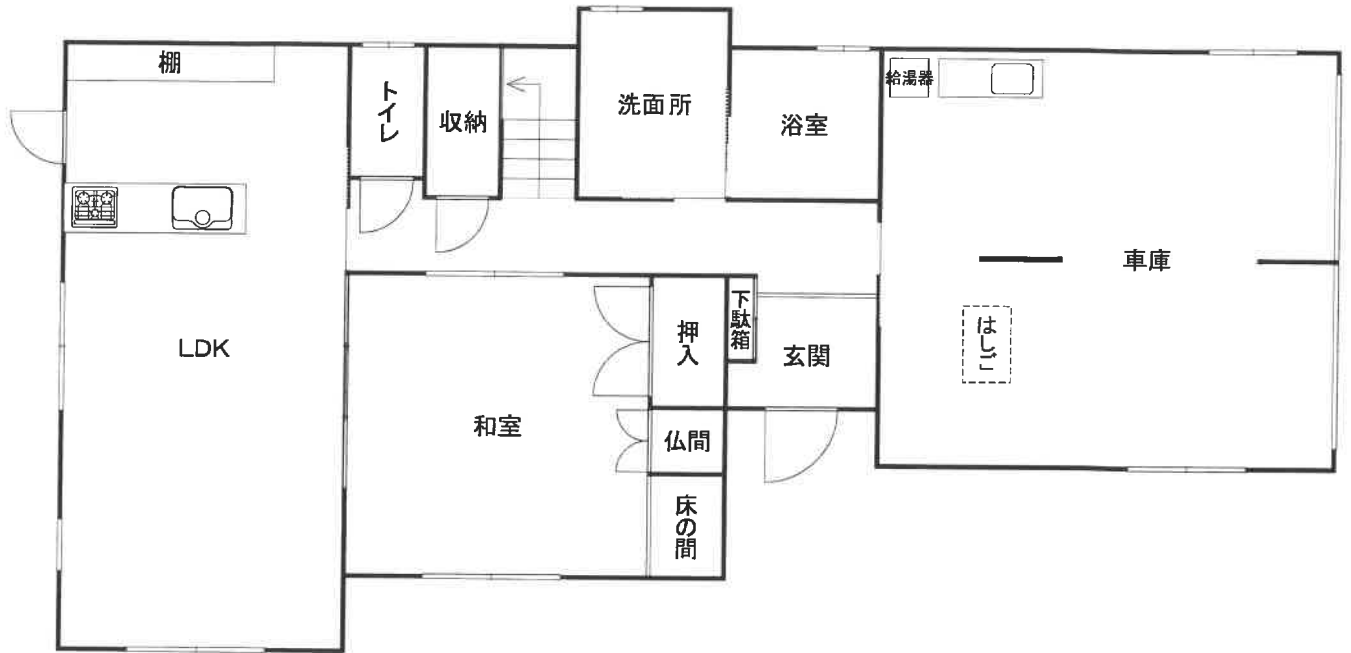 棚
トイレ
収納
洗面所
浴室
給湯器
車庫
はしご
LDK
和室
押入
下駄箱
玄関
仏間
床の間